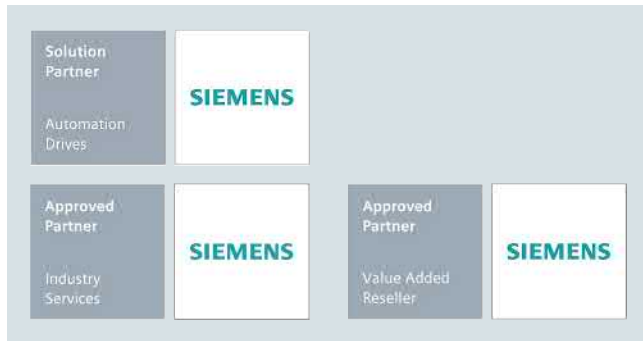 Solution
Partner
SIEMENS
Automation
Drives
Approved
Partner
SIEMENS
Industry
Services
Approved
Partner
SIEMENS
Value Added
Reseller